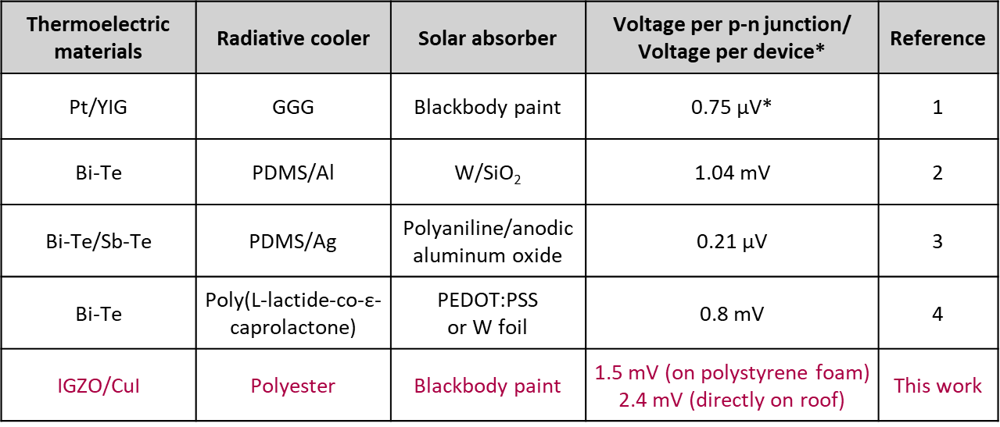 Thermoelectric
materials
Radiative cooler
Solar absorber
Voltage per p-n junction/
Voltage per device*
Reference
Pt/YIG
GGG
Blackbody paint
0.75 µV*
1
Bi-Te
PDMS/Al
W/SiO₂
1.04 mV
2
Bi-Te/Sb-Te
PDMS/Ag
Polyaniline/anodic
aluminum oxide
0.21 µV
3
Bi-Te
Poly(L-lactide-co-ε-
caprolactone)
PEDOT:PSS
or W foil
0.8 mV
4
IGZO/CuI
Polyester
Blackbody paint
1.5 mV (on polystyrene foam)
2.4 mV (directly on roof)
This work